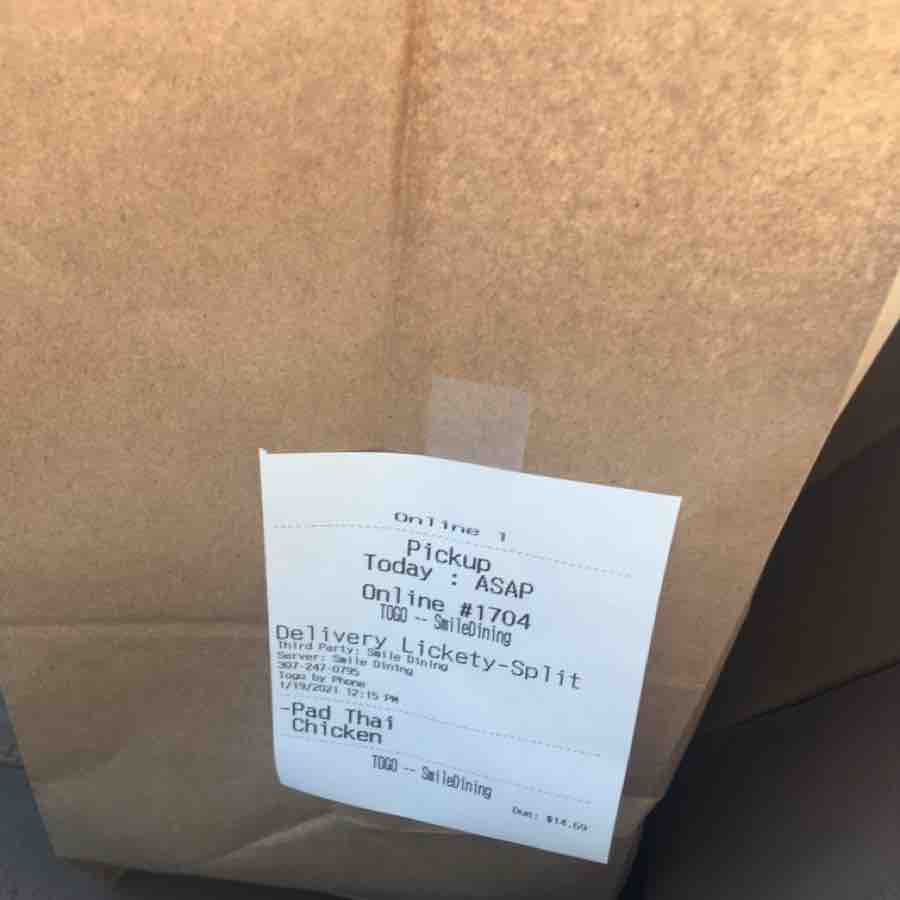 Online 1
Pickup
Today : ASAP
Online #1704
TOGO -- SmileDining
Delivery Lickety-Split
Third Party: Smile Dining
Server: Smile Dining
307-247-0795
Togo by Phone
1/19/2021 12:15 PM
-Pad Thai
Chicken
TOGO -- SmileDining
Due: $14.69